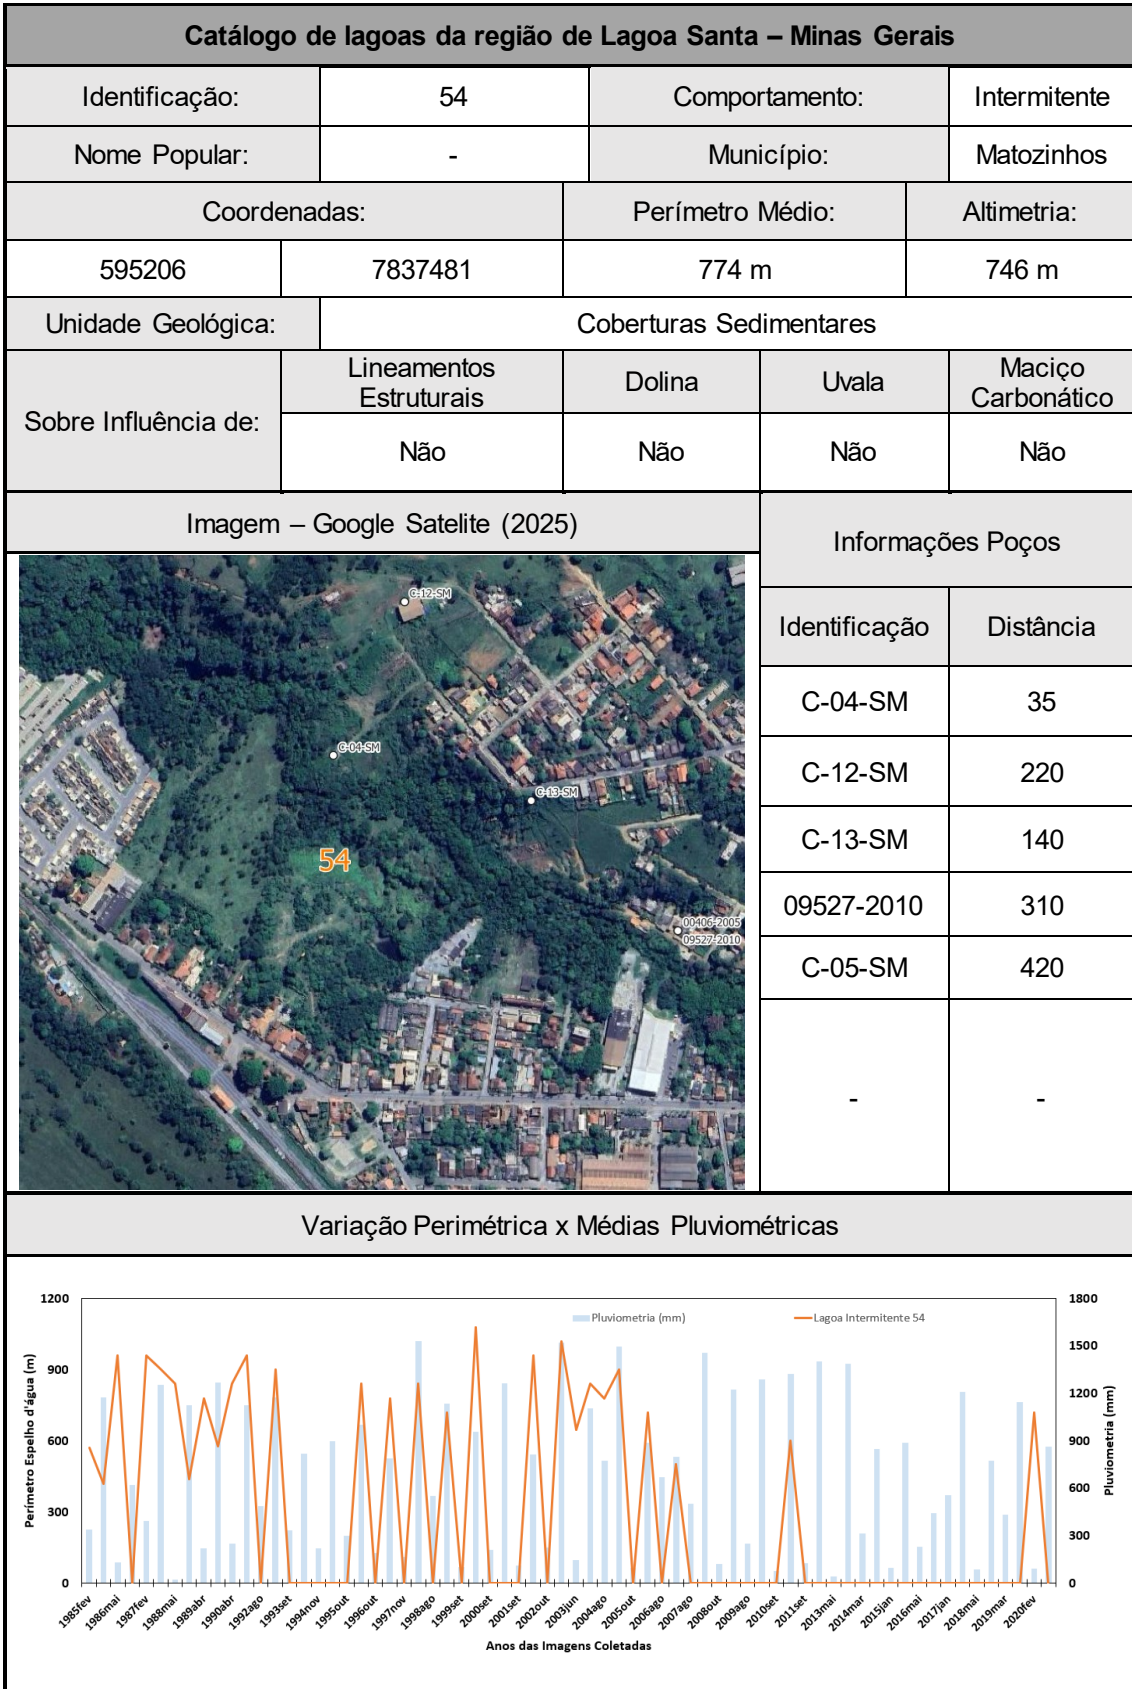 Catálogo de lagoas da região de Lagoa Santa – Minas Gerais
Identificação: 54 Comportamento: Intermitente
Nome Popular: - Município: Matozinhos
Coordenadas: Perímetro Médio: Altimetria:
595206 7837481 774 m 746 m
Unidade Geológica: Coberturas Sedimentares
Sobre Influência de:
Lineamentos Estruturais Dolina Uvala Maciço Carbonático
Não Não Não Não
Imagem – Google Satelite (2025)
C-12-SM
C-04-SM
C-13-SM
54
00406-2005
09527-2010
Informações Poços
Identificação Distância
C-04-SM 35
C-12-SM 220
C-13-SM 140
09527-2010 310
C-05-SM 420
- -
Variação Perimétrica x Médias Pluviométricas
Pluviometria (mm) Lagoa Intermitente 54
Perímetro Espelho d'água (m)
1200
900
600
300
0
1800
1500
1200
900
600
300
0
Pluviometria (mm)
1985fev 1986mai 1987fev 1988mai 1989abr 1990abr 1992ago 1993set 1994nov 1995out 1996out 1997nov 1998ago 1999set 2000set 2001set 2002out 2003jun 2004ago 2005out 2006ago 2007ago 2008out 2009ago 2010set 2011set 2013mai 2014mar 2015jan 2016mai 2017jan 2018mai 2019mar 2020fev
Anos das Imagens Coletadas